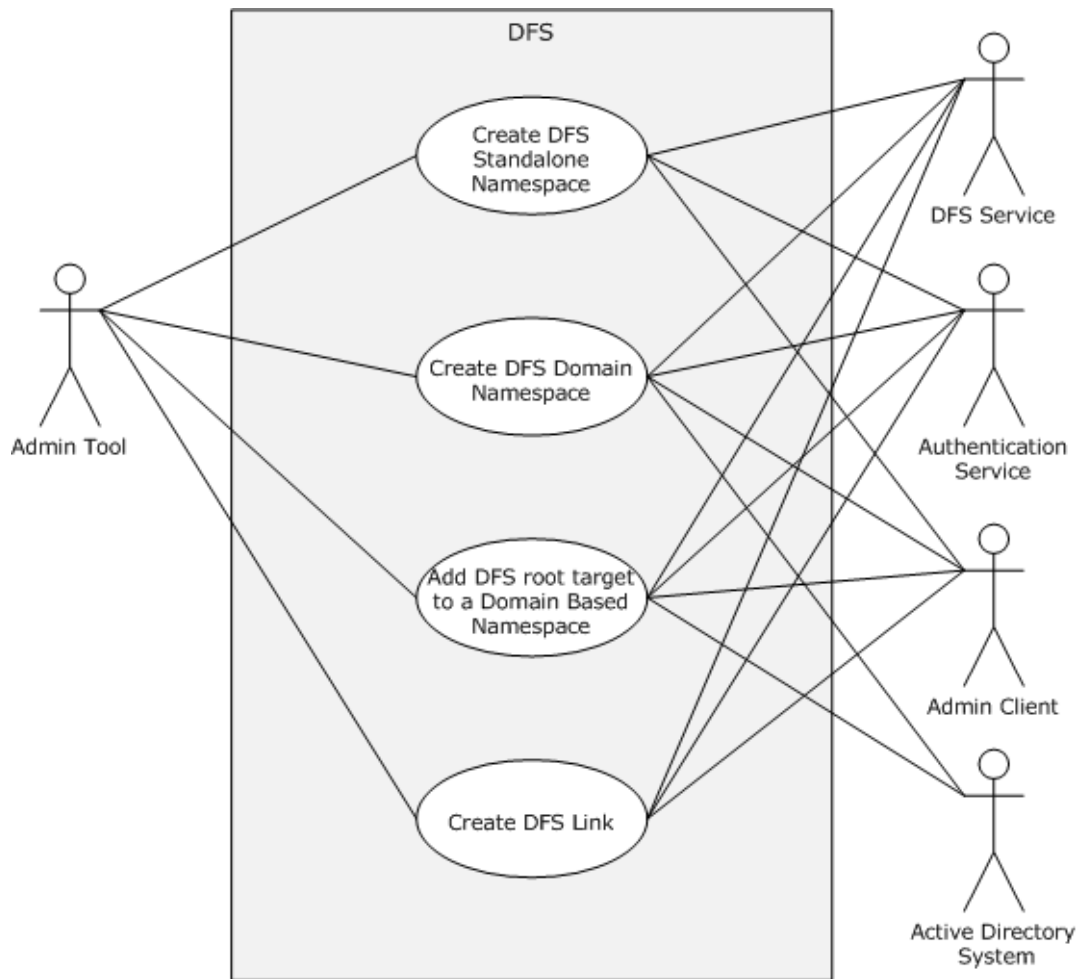 DFS
Create DFS
Standalone
Namespace
DFS Service
Admin Tool
Create DFS Domain
Namespace
Authentication
Service
Add DFS root target
to a Domain Based
Namespace
Admin Client
Create DFS Link
Active Directory
System